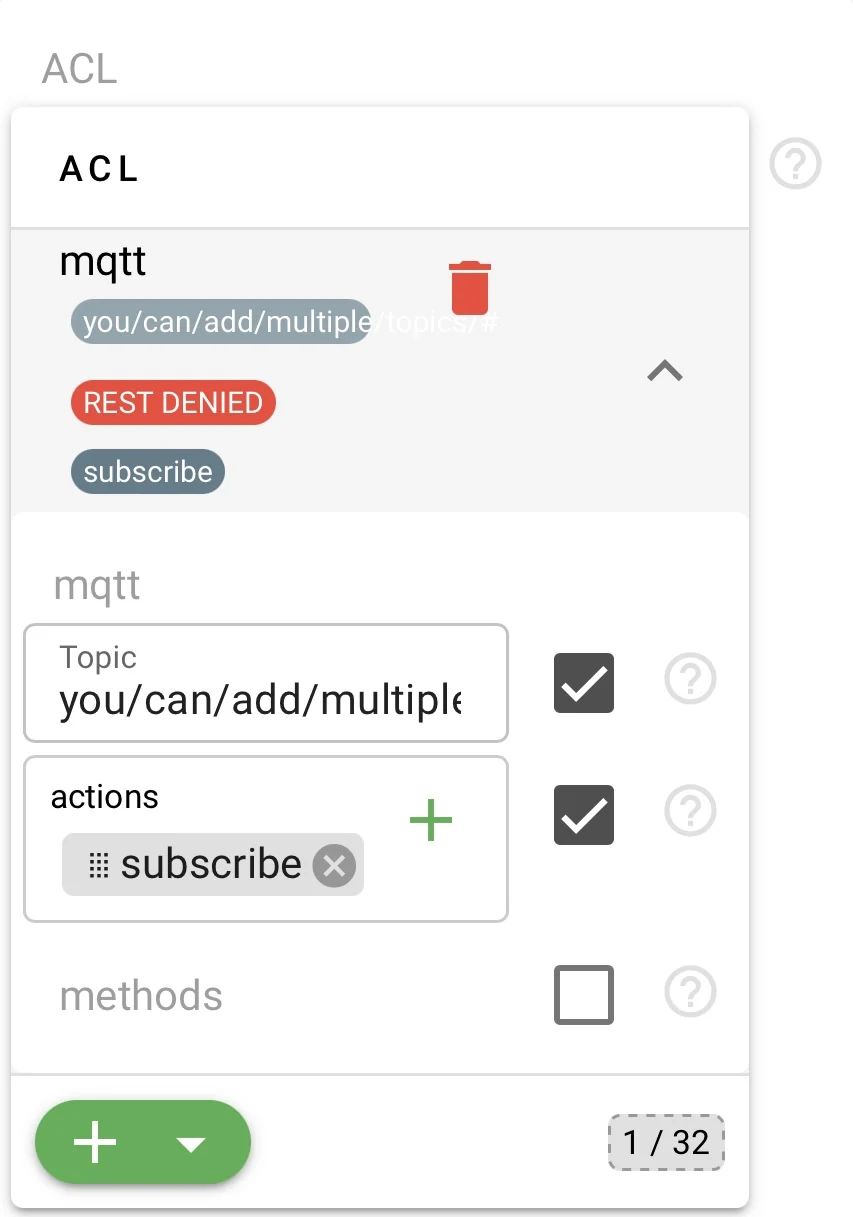 ACL
ACL
mqtt
you/can/add/multiple/topics/#
REST DENIED
subscribe
mqtt
Topic
you/can/add/multiple
actions
subscribe
methods
1 / 32